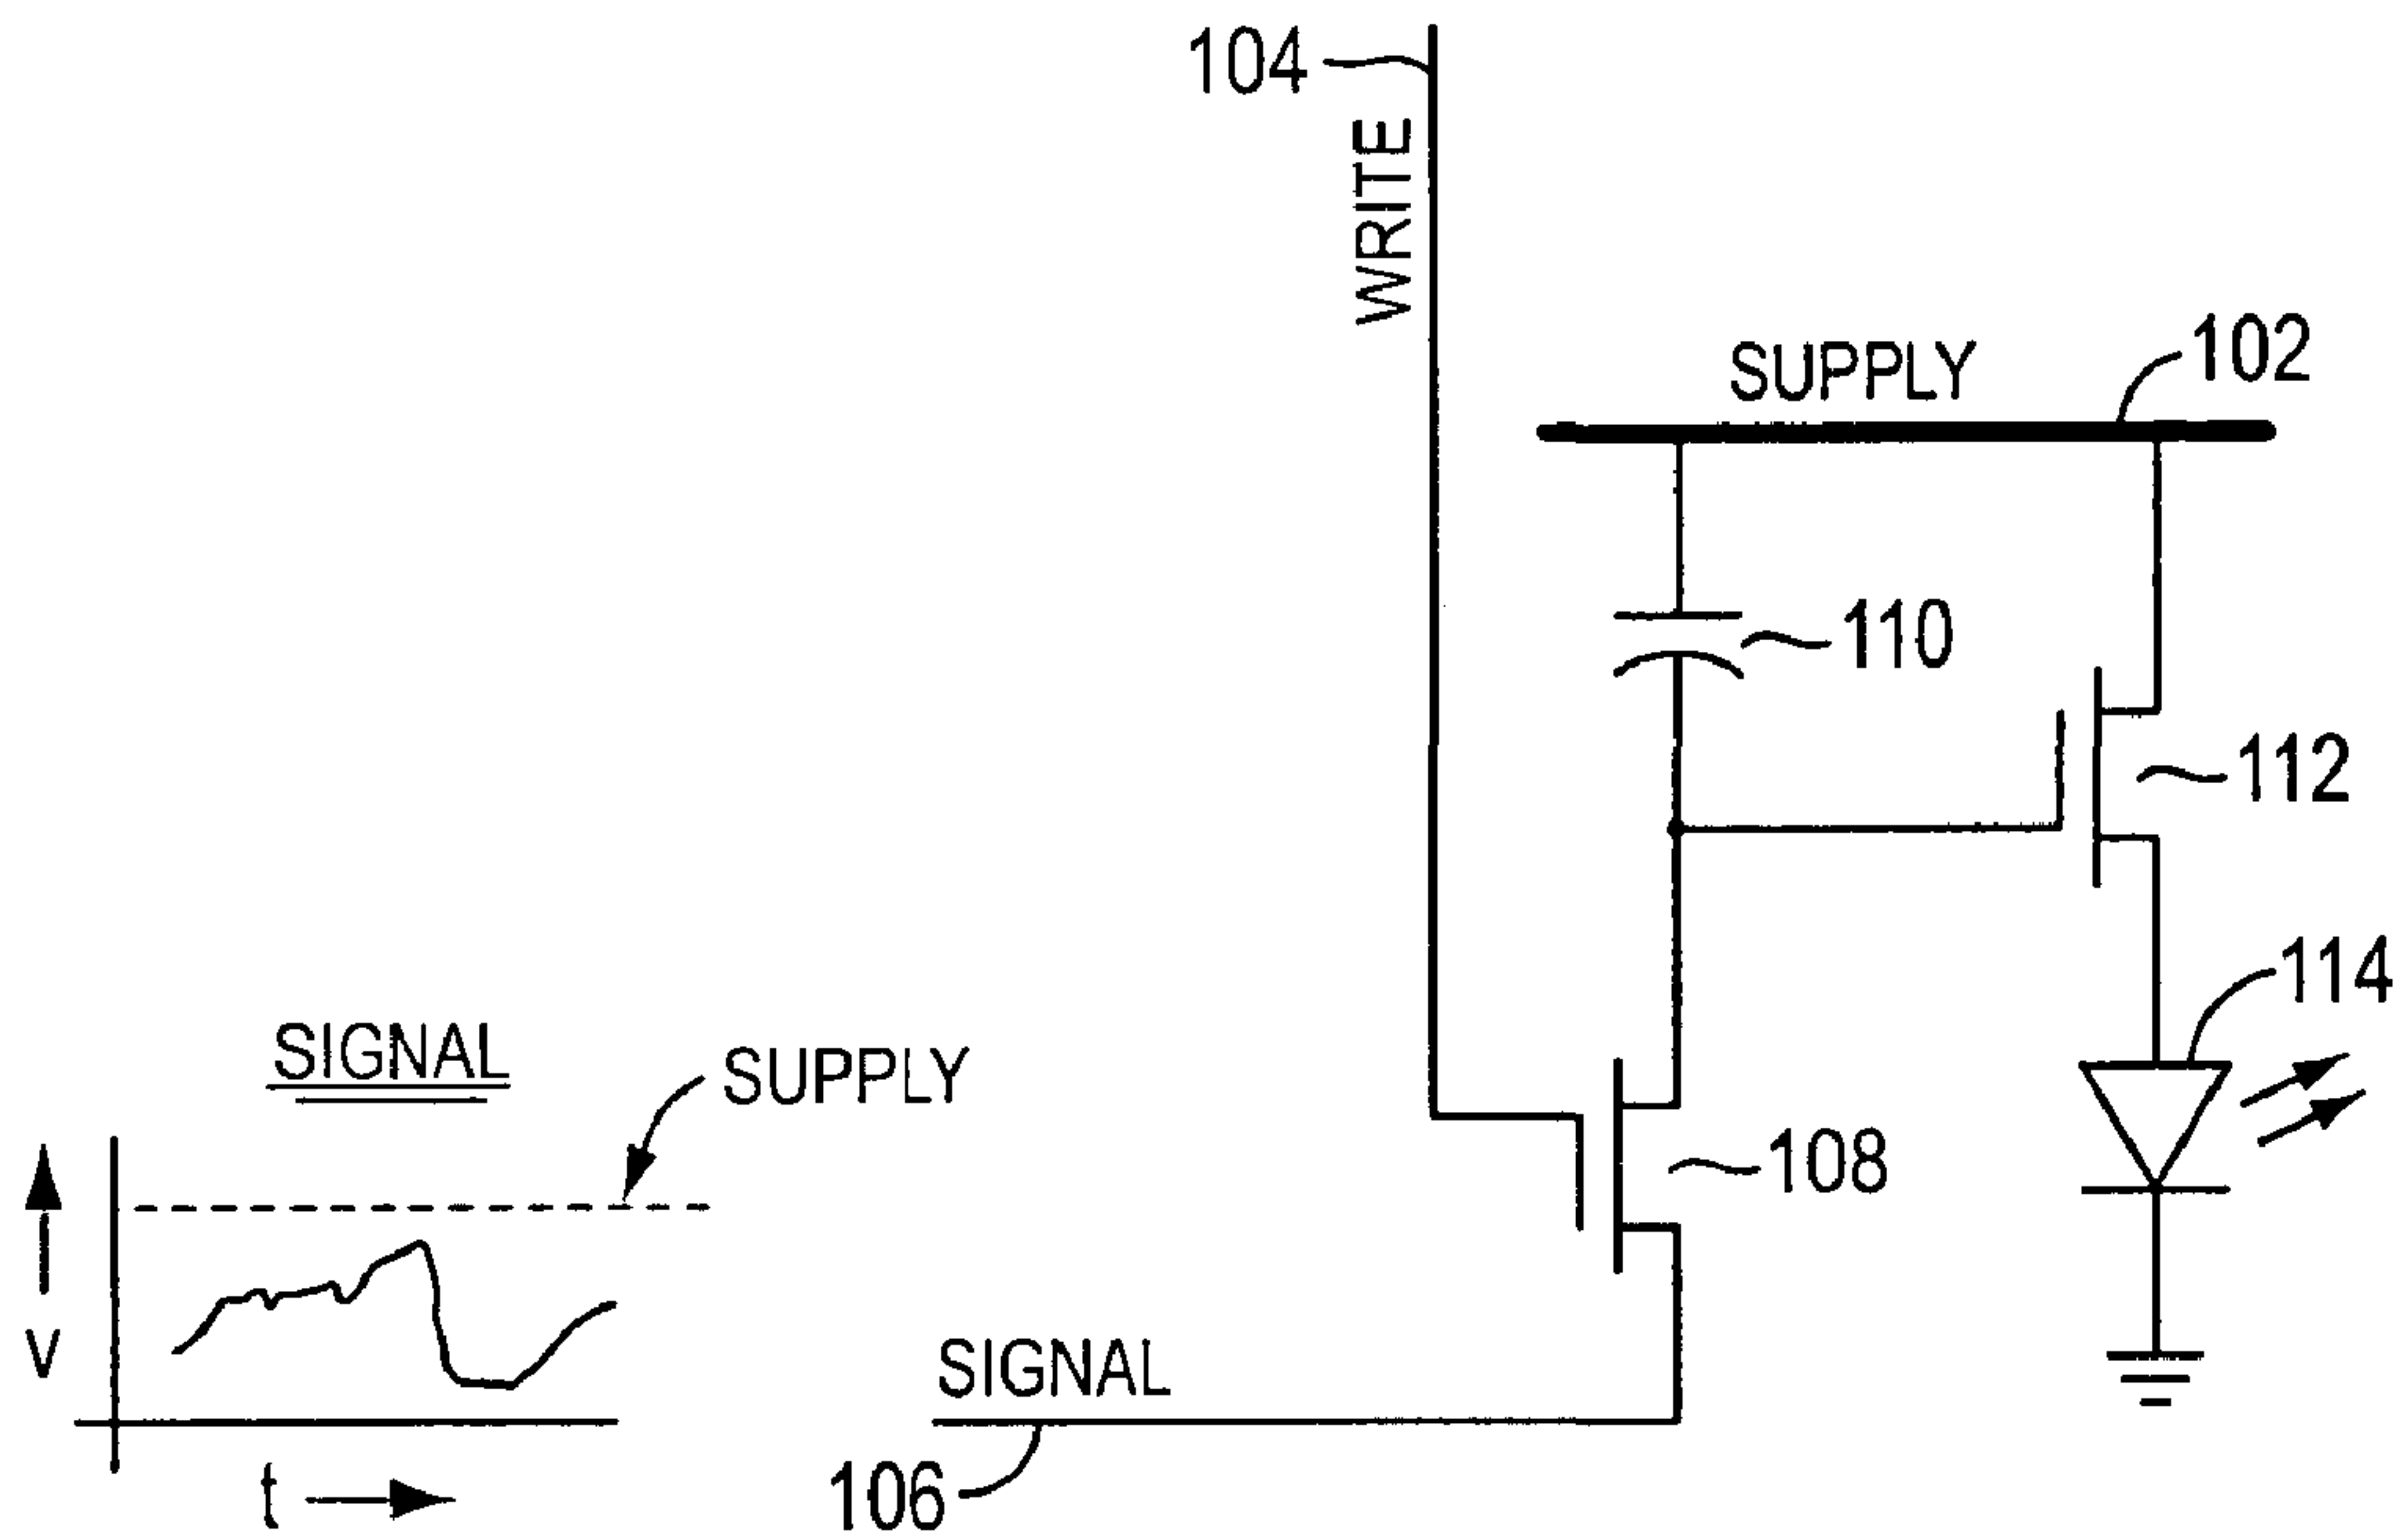 104
WRITE
SUPPLY
102
110
112
114
SIGNAL
SUPPLY
108
V
SIGNAL
t
106